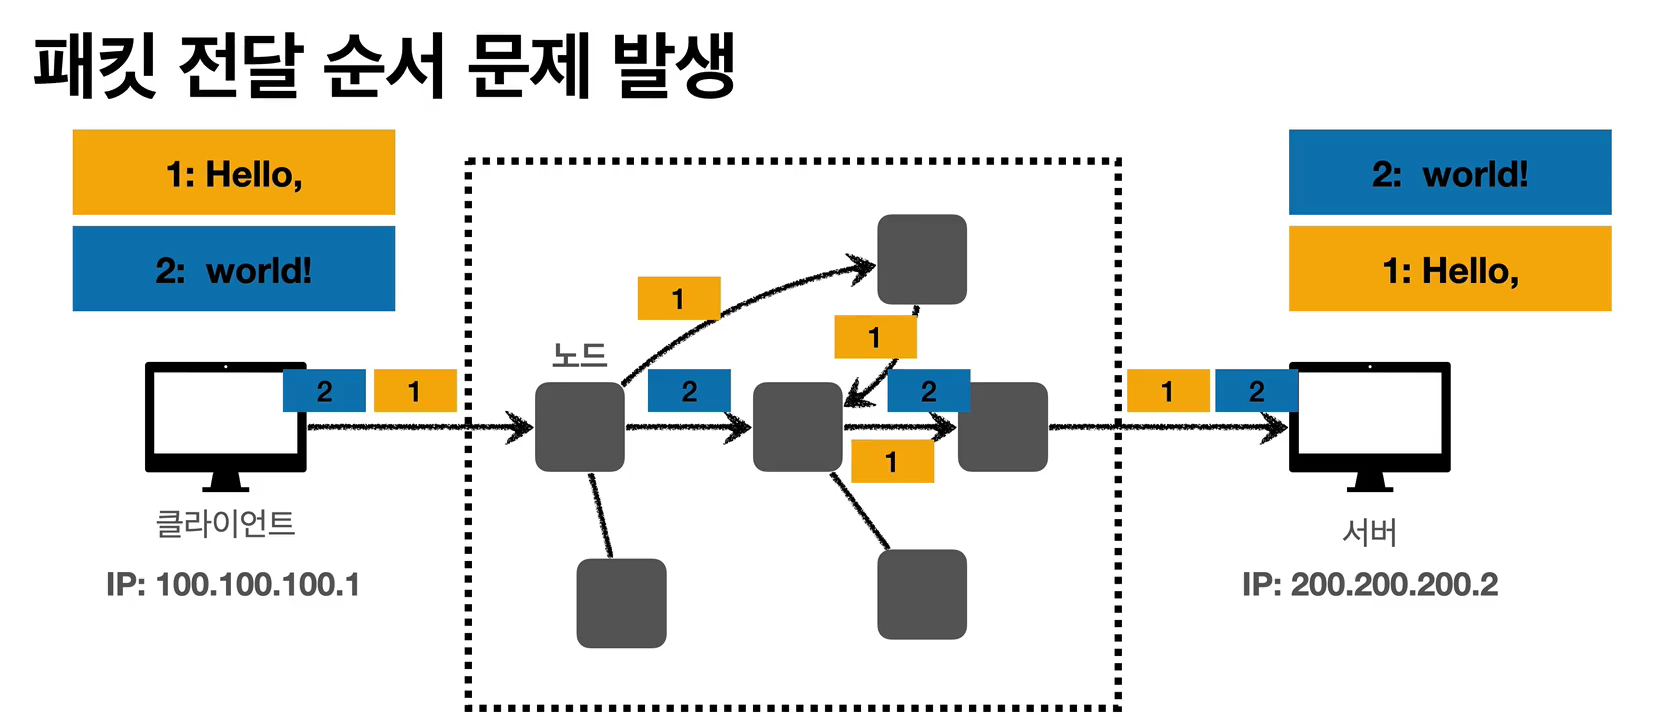 패킷 전달 순서 문제 발생
1: Hello,
2: world!
2: world!
1: Hello,
1
1
노드
2
1
2
2
1
1
2
클라이언트
서버
IP: 100.100.100.1
IP: 200.200.200.2